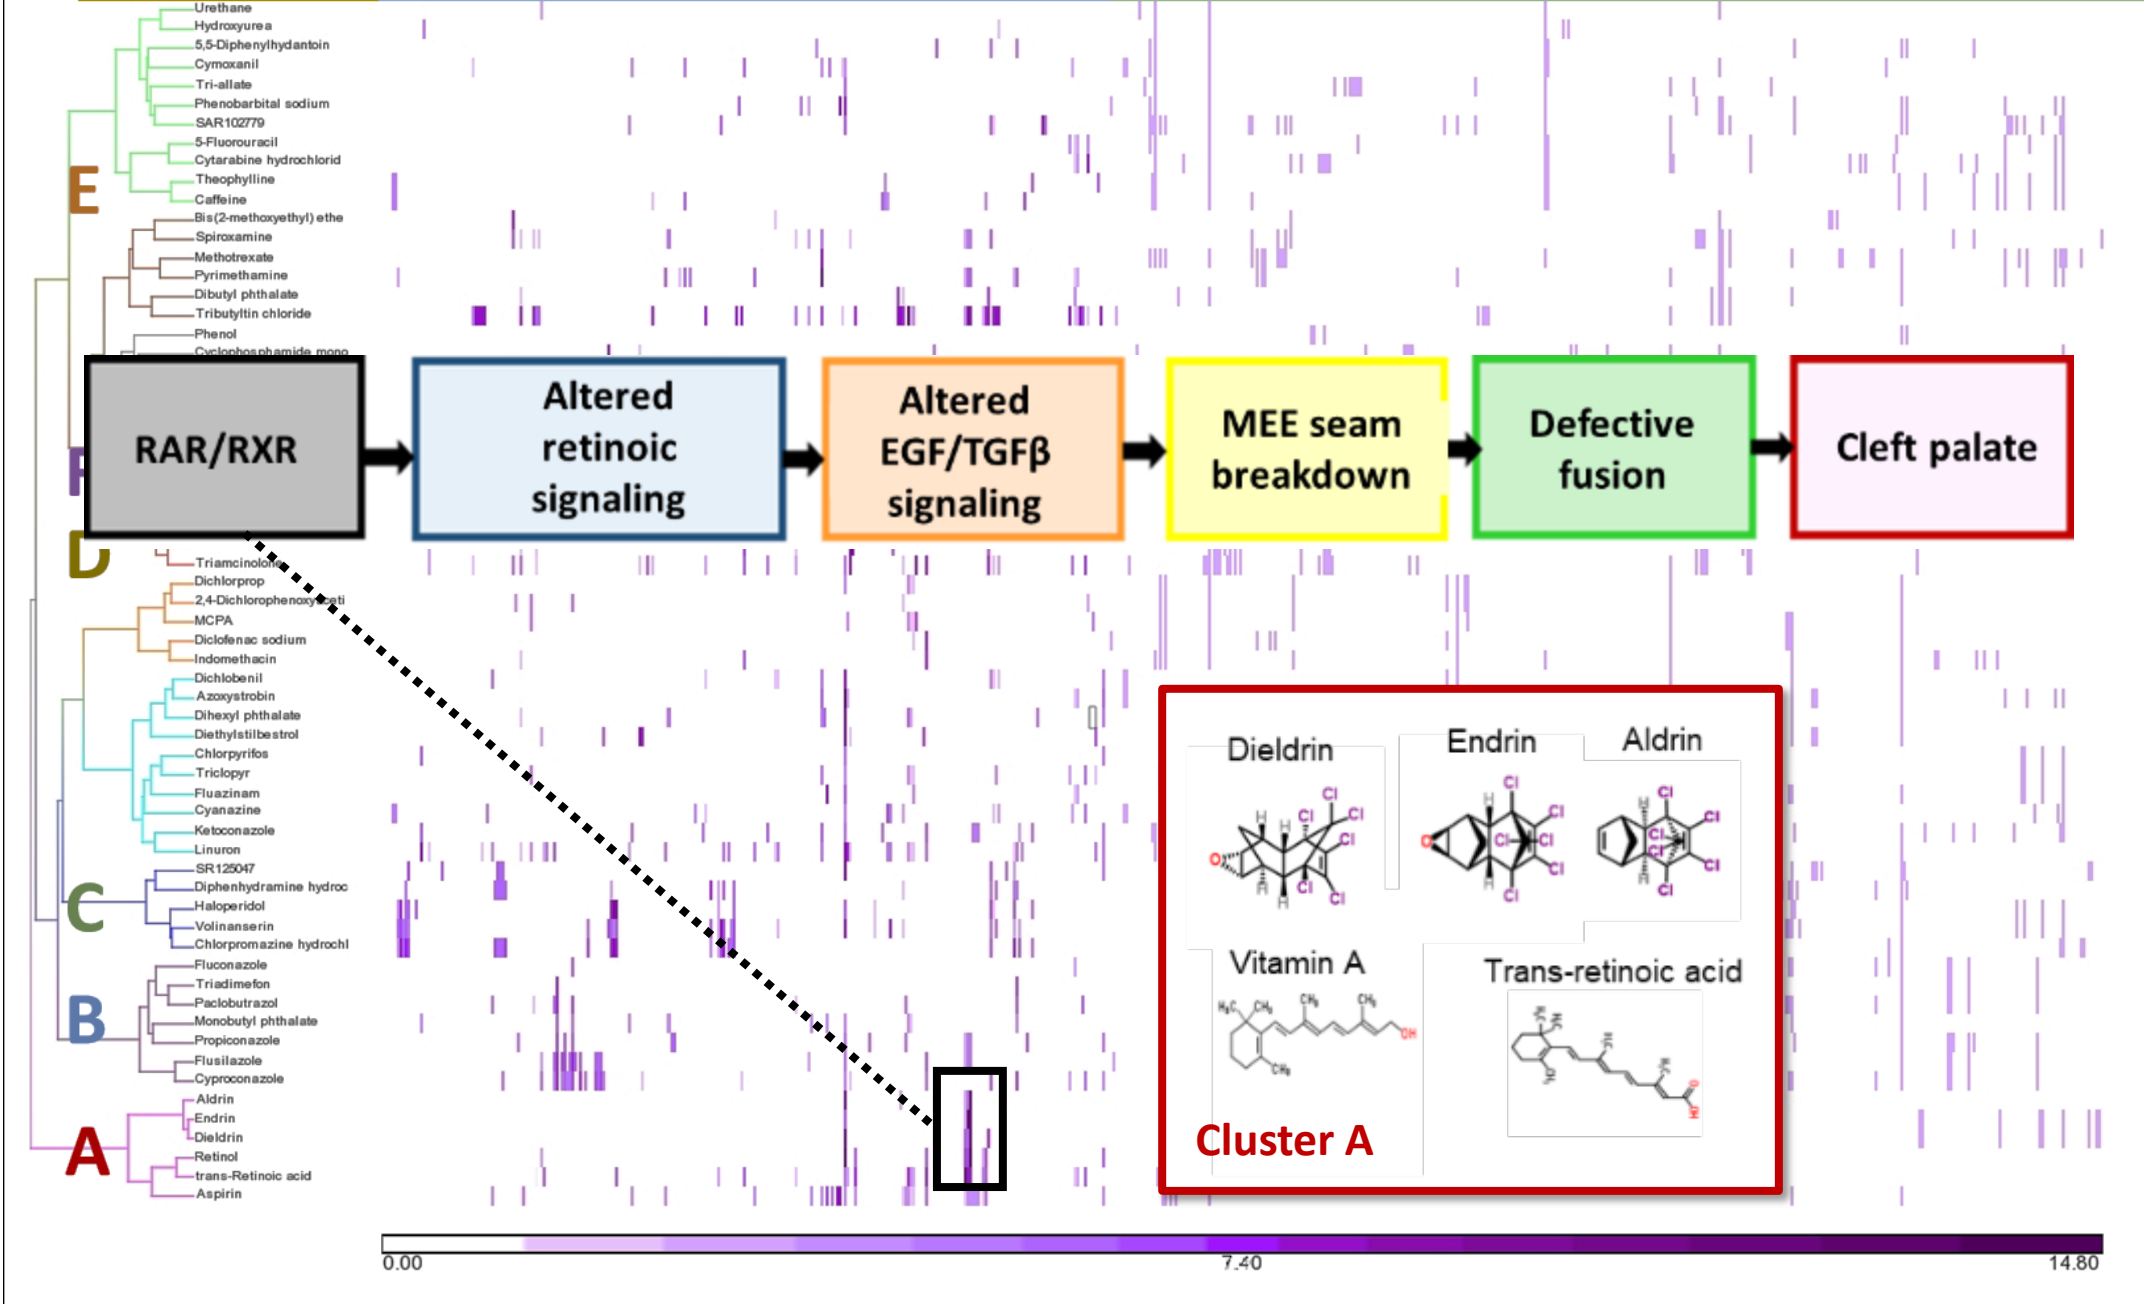 Urethane
Hydroxyurea
5,5-Diphenylhydantoin
Cymoxanil
Tri-allate
Phenobarbital sodium
SAR102779
5-Fluorouracil
Cytarabine hydrochlorid
Theophylline
E
Caffeine
Bis(2-methoxyethyl) ethe
Spiroxamine
Methotrexate
Pyrimethamine
Dibutyl phthalate
Tributyltin chloride
Phenol
Cyclophosphamide mono
RAR/RXR
Altered
retinoic
signaling
Altered
EGF/TGFβ
signaling
MEE seam
breakdown
Defective
fusion
Cleft palate
D
Triamcinolone
Dichlorprop
2,4-Dichlorophenoxyaceti
MCPA
Diclofenac sodium
Indomethacin
Dichlobenil
Azoxystrobin
Dihexyl phthalate
Diethylstilbestrol
Chlorpyrifos
Triclopyr
Fluazinam
Cyanazine
Ketoconazole
Linuron
SR125047
Diphenhydramine hydroc
C
Haloperidol
Volinanserin
Chlorpromazine hydrochl
Fluconazole
Triadimefon
Paclobutrazol
B
Monobutyl phthalate
Propiconazole
Flusilazole
Cyproconazole
Aldrin
Endrin
Dieldrin
A
Retinol
trans-Retinoic acid
Aspirin
Dieldrin
Endrin
Aldrin
Vitamin A
Trans-retinoic acid
Cluster A
0.00
7.40
14.80